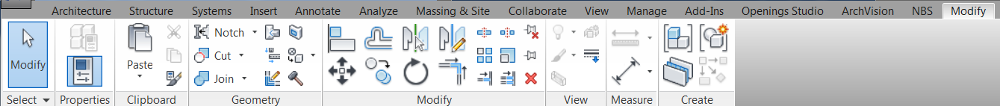 Architecture Structure Systems Insert Annotate Analyze Massing & Site Collaborate View Manage Add-Ins Openings Studio ArchVision NBS Modify
Notch
Cut
Modify Paste
Join
Select Properties Clipboard Geometry Modify View Measure Create